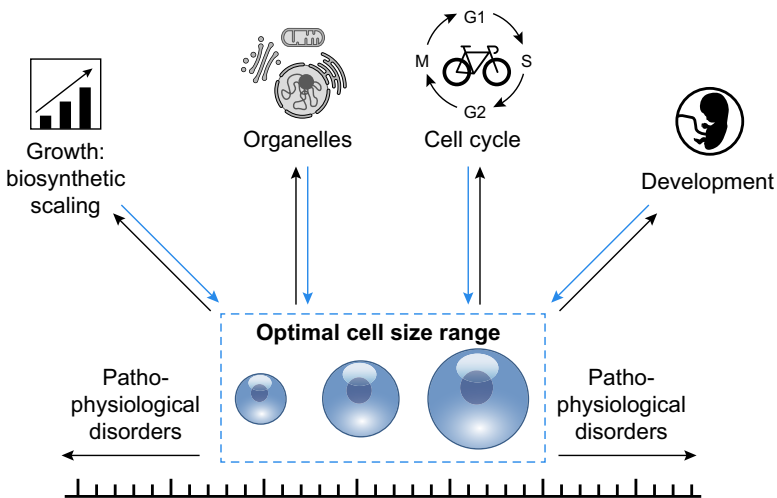 Growth:
biosynthetic
scaling
Organelles
G1
M
S
G2
Cell cycle
Development
Optimal cell size range
Patho-
physiological
disorders
Patho-
physiological
disorders